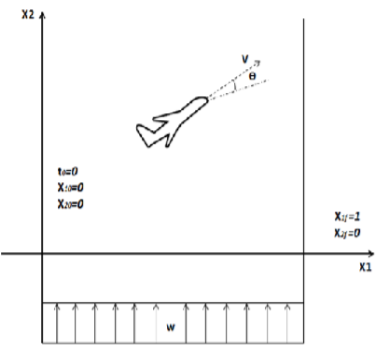 X2
V
θ
t₀=0
X₁₀=0
X₂₀=0
X₁f=1
X₂f=0
X1
W